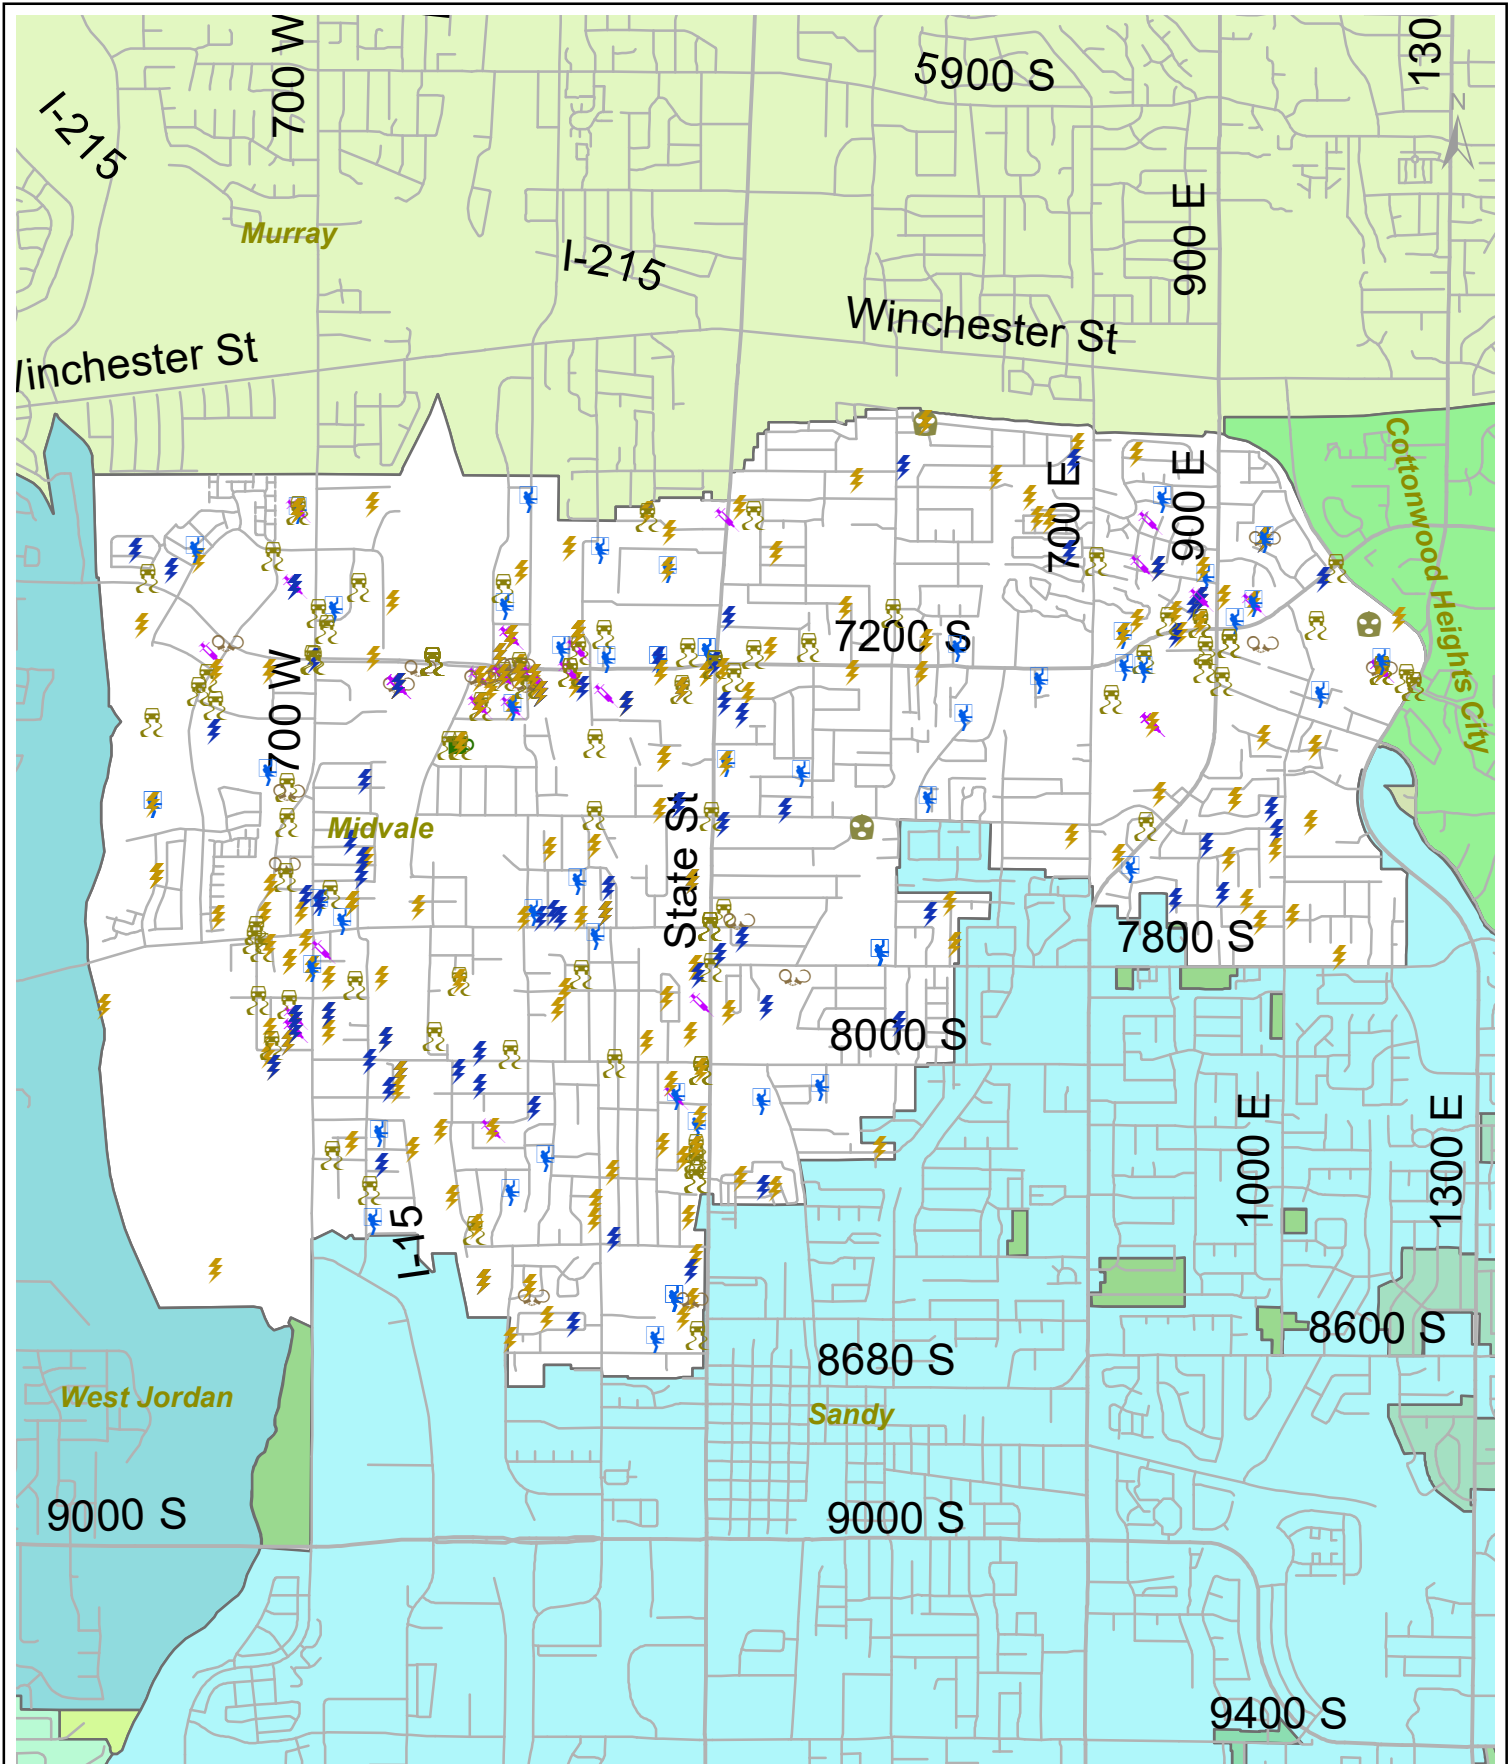 700 W
130
5900 S
I-215
N
900 E
Murray
I-215
Winchester St
/inchester St
Cottonwood Heights City
700 E
900 E
7200 S
700 W
State St
Midvale
7800 S
8000 S
1000 E
1300 E
I-15
8600 S
8680 S
West Jordan
Sandy
9000 S
9000 S
9400 S